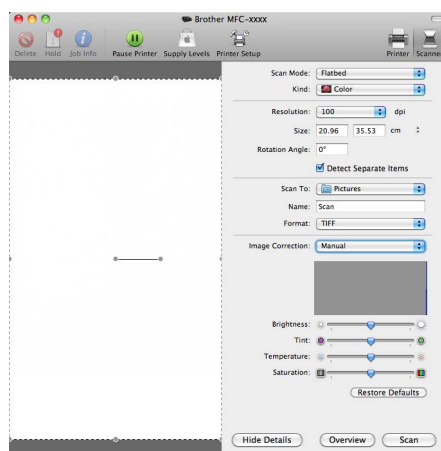 Brother MFC-xxxx
Delete Hold Job Info Pause Printer Supply Levels Printer Setup Printer Scanne
Scan Mode: Flatbed
Kind: Color
Resolution: 100 dpi
Size: 20.96 35.53 cm
Rotation Angle: 0°
Detect Separate Items
Scan To: Pictures
Name: Scan
Format: TIFF
Image Correction: Manual
Brightness:
Tint:
Temperature:
Saturation:
Restore Defaults
Hide Details Overview Scan